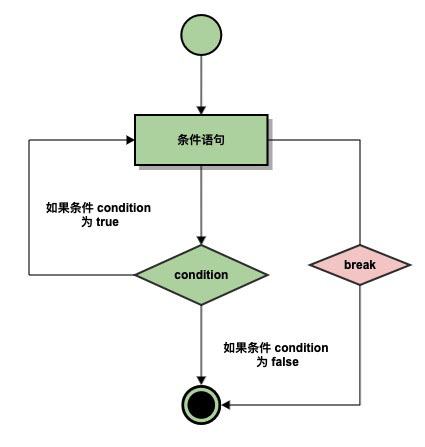 条件语句
如果条件 condition
为 true
condition
break
如果条件 condition
为 false